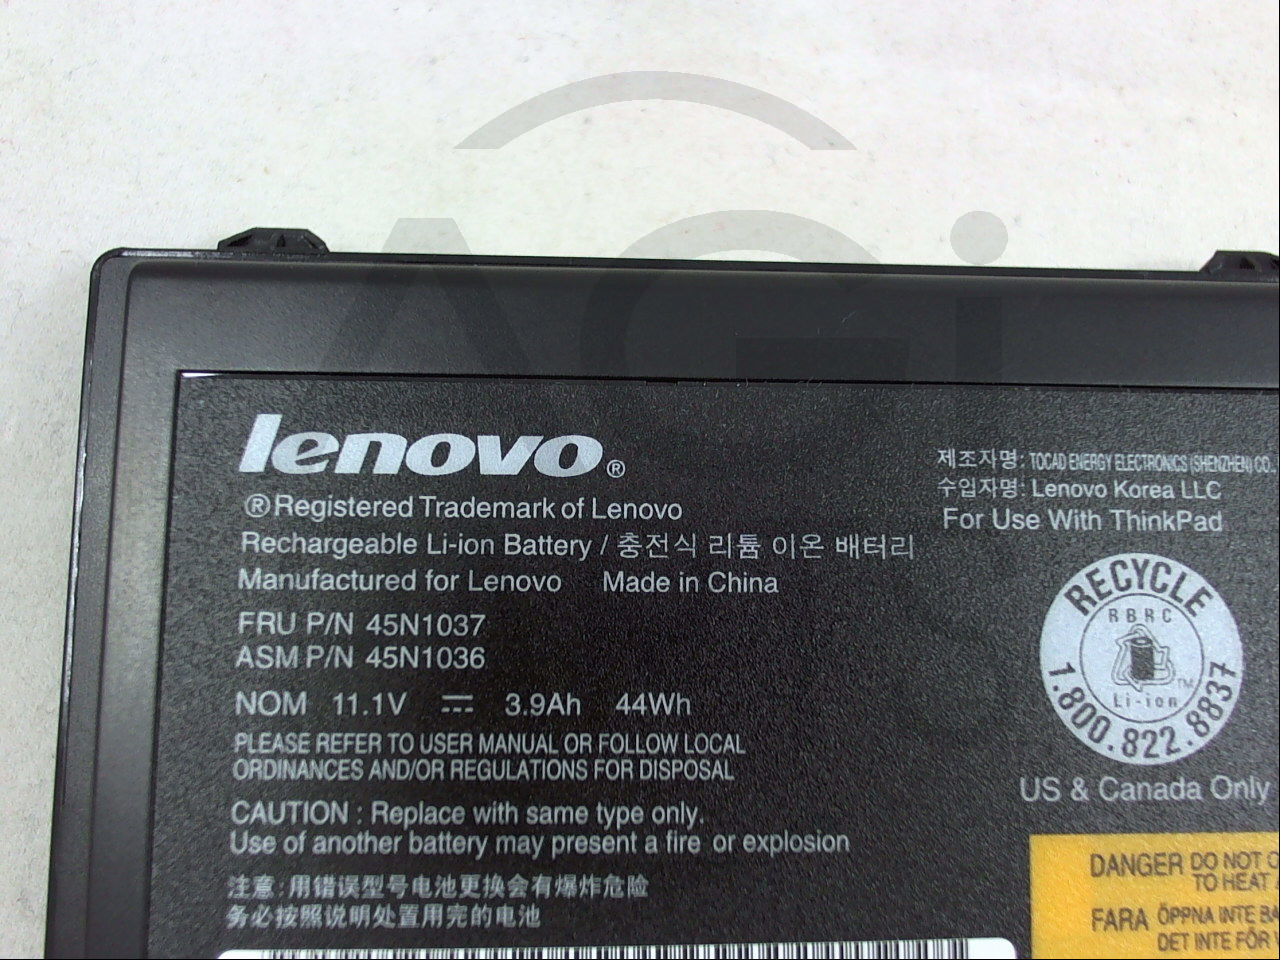 AGi
lenovo®
®Registered Trademark of Lenovo
Rechargeable Li-ion Battery / 충전식 리튬 이온 배터리
Manufactured for Lenovo Made in China
FRU P/N 45N1037
ASM P/N 45N1036
NOM 11.1V ⎓ 3.9Ah 44Wh
PLEASE REFER TO USER MANUAL OR FOLLOW LOCAL
ORDINANCES AND/OR REGULATIONS FOR DISPOSAL
CAUTION : Replace with same type only.
Use of another battery may present a fire or explosion
注意:用错误型号电池更换会有爆炸危险
务必按照说明处置用完的电池
제조자명: TOCAD ENERGY ELECTRONICS (SHENZHEN) CO.,
수입자명: Lenovo Korea LLC
For Use With ThinkPad
RECYCLE
RBRC
Li-ion
TM
1.800.822.8837
US & Canada Only
DANGER DO NOT
TO HEAT
FARA ÖPPNA INTE
DET INTE FÖR